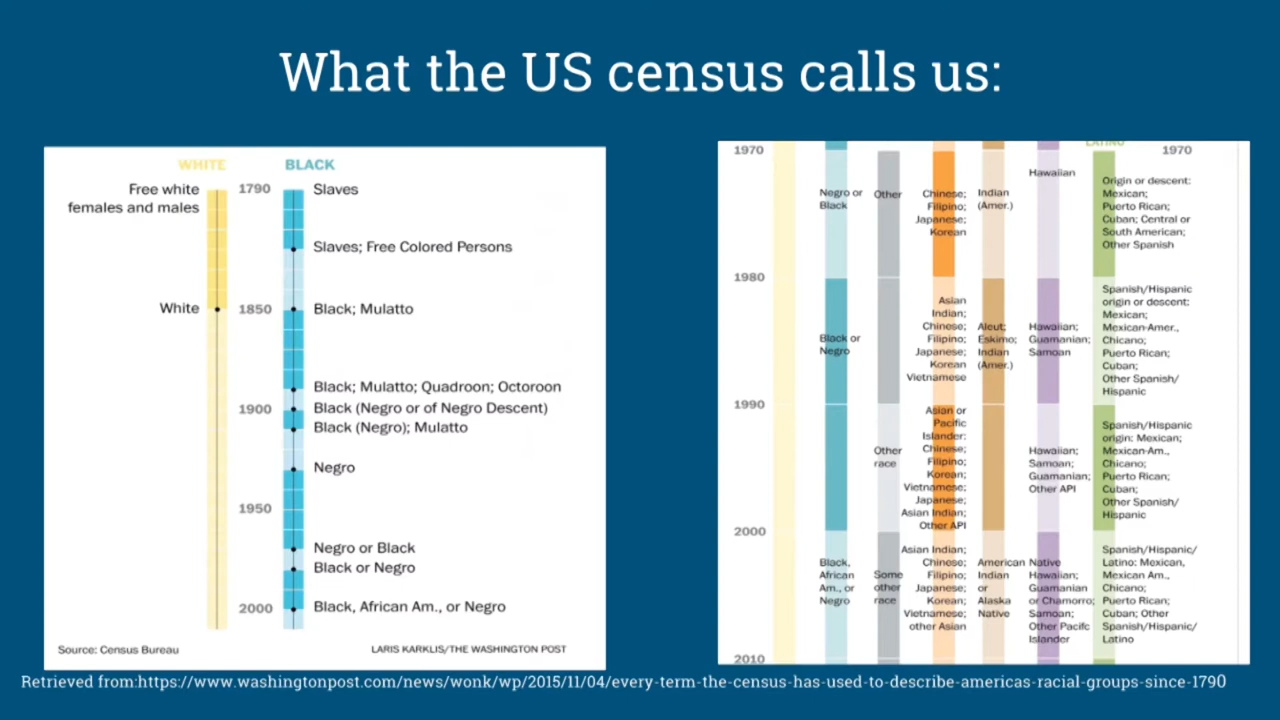 What the US census calls us:
WHITE
BLACK
Free white
females and males
1790
Slaves
Slaves; Free Colored Persons
White
1850
Black; Mulatto
Black; Mulatto; Quadroon; Octoroon
1900
Black (Negro or of Negro Descent)
Black (Negro); Mulatto
Negro
1950
Negro or Black
Black or Negro
2000
Black, African Am., or Negro
Source: Census Bureau
LARIS KARKLIS/THE WASHINGTON POST
LATINO
1970
1970
Negro or
Black
Other
Chinese;
Filipino;
Japanese;
Korean
Indian
(Amer.)
Hawaiian
Origin or descent:
Mexican;
Puerto Rican;
Cuban; Central or
South American;
Other Spanish
1980
Black or
Negro
Asian
Indian;
Chinese;
Filipino;
Japanese;
Korean
Vietnamese
Aleut;
Eskimo;
Indian
(Amer.)
Hawaiian;
Guamanian;
Samoan
Spanish/Hispanic
origin or descent:
Mexican;
Mexican-Amer.,
Chicano;
Puerto Rican;
Cuban;
Other Spanish/
Hispanic
1990
Other
race
Asian or
Pacific
Islander:
Chinese;
Filipino;
Korean;
Vietnamese;
Japanese;
Asian Indian;
Other API
Hawaiian;
Samoan;
Guamanian;
Other API
Spanish/Hispanic
origin: Mexican;
Mexican-Am.,
Chicano;
Puerto Rican;
Cuban;
Other Spanish/
Hispanic
2000
Black,
African
Am., or
Negro
Some
other
race
Asian Indian;
Chinese;
Filipino;
Japanese;
Korean;
Vietnamese;
other Asian
American
Indian
or
Alaska
Native
Native
Hawaiian;
Guamanian
or Chamorro;
Samoan;
Other Pacific
Islander
Spanish/Hispanic/
Latino: Mexican,
Mexican Am.,
Chicano;
Puerto Rican;
Cuban; Other
Spanish/Hispanic/
Latino
2010
Retrieved from:https://www.washingtonpost.com/news/wonk/wp/2015/11/04/every-term-the-census-has-used-to-describe-americas-racial-groups-since-1790